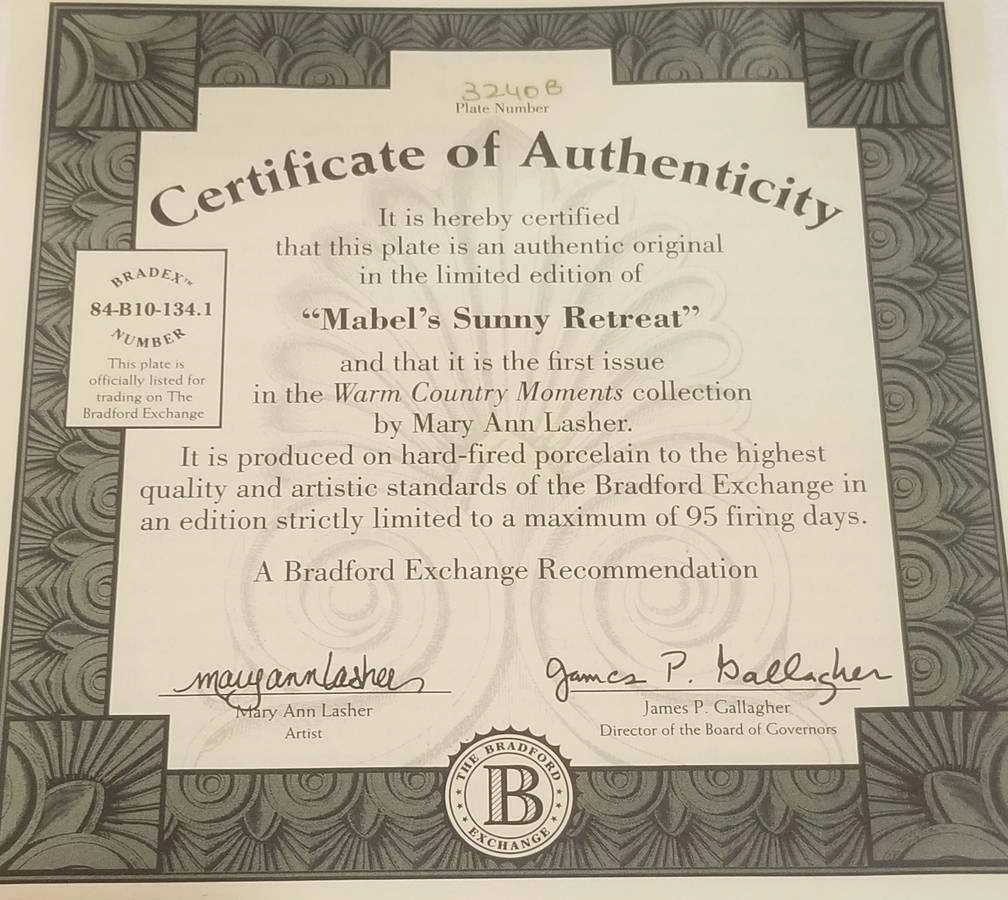 3240B
Plate Number
Certificate of Authenticity
It is hereby certified
that this plate is an authentic original
in the limited edition of
“Mabel’s Sunny Retreat”
and that it is the first issue
in the Warm Country Moments collection
by Mary Ann Lasher.
It is produced on hard-fired porcelain to the highest
quality and artistic standards of the Bradford Exchange in
an edition strictly limited to a maximum of 95 firing days.
A Bradford Exchange Recommendation
BRADEX™
84-B10-134.1
NUMBER
This plate is
officially listed for
trading on The
Bradford Exchange
maryannlasher
Mary Ann Lasher
Artist
James P. Gallagher
James P. Gallagher
Director of the Board of Governors
THE BRADFORD
B
EXCHANGE